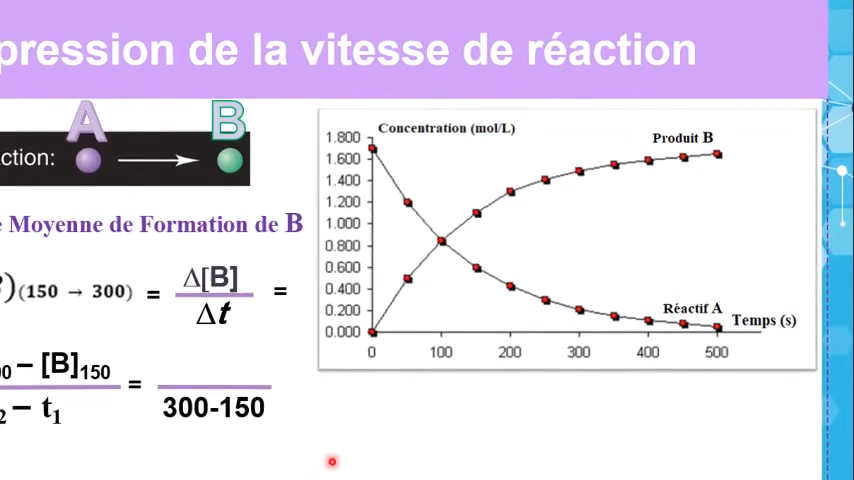 pression de la vitesse de réaction
A B
ction:
e Moyenne de Formation de B
)(150 → 300) = Δ[B] / Δt =
00 – [B]150 / 2 – t1 = / 300-150
Concentration (mol/L)
Produit B
Réactif A
Temps (s)
1.800
1.600
1.400
1.200
1.000
0.800
0.600
0.400
0.200
0.000
0 100 200 300 400 500